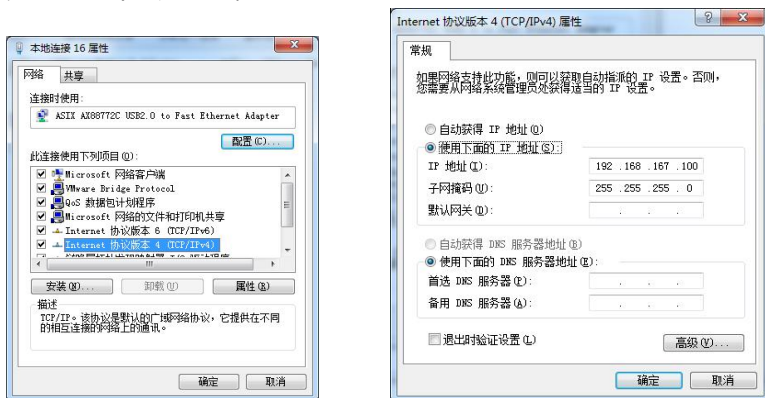 本地连接 16 属性
网络
共享
连接时使用:
ASIX AX88772C USB2.0 to Fast Ethernet Adapter
配置(C)...
此连接使用下列项目(O):
Microsoft 网络客户端
VMware Bridge Protocol
QoS 数据包计划程序
Microsoft 网络的文件和打印机共享
Internet 协议版本 6 (TCP/IPv6)
Internet 协议版本 4 (TCP/IPv4)
安装(N)...
卸载(U)
属性(R)
描述
TCP/IP。该协议是默认的广域网络协议，它提供在不同
的相互连接的网络上的通讯。
确定
取消
Internet 协议版本 4 (TCP/IPv4) 属性
常规
如果网络支持此功能，则可以获取自动指派的 IP 设置。否则，
您需要从网络系统管理员处获得适当的 IP 设置。
自动获得 IP 地址(O)
使用下面的 IP 地址(S):
IP 地址(I): 192 .168 .167 .100
子网掩码(U): 255 .255 .255 . 0
默认网关(D): . . .
自动获得 DNS 服务器地址(B)
使用下面的 DNS 服务器地址(E):
首选 DNS 服务器(P): . . .
备用 DNS 服务器(A): . . .
退出时验证设置(L)
高级(V)...
确定
取消